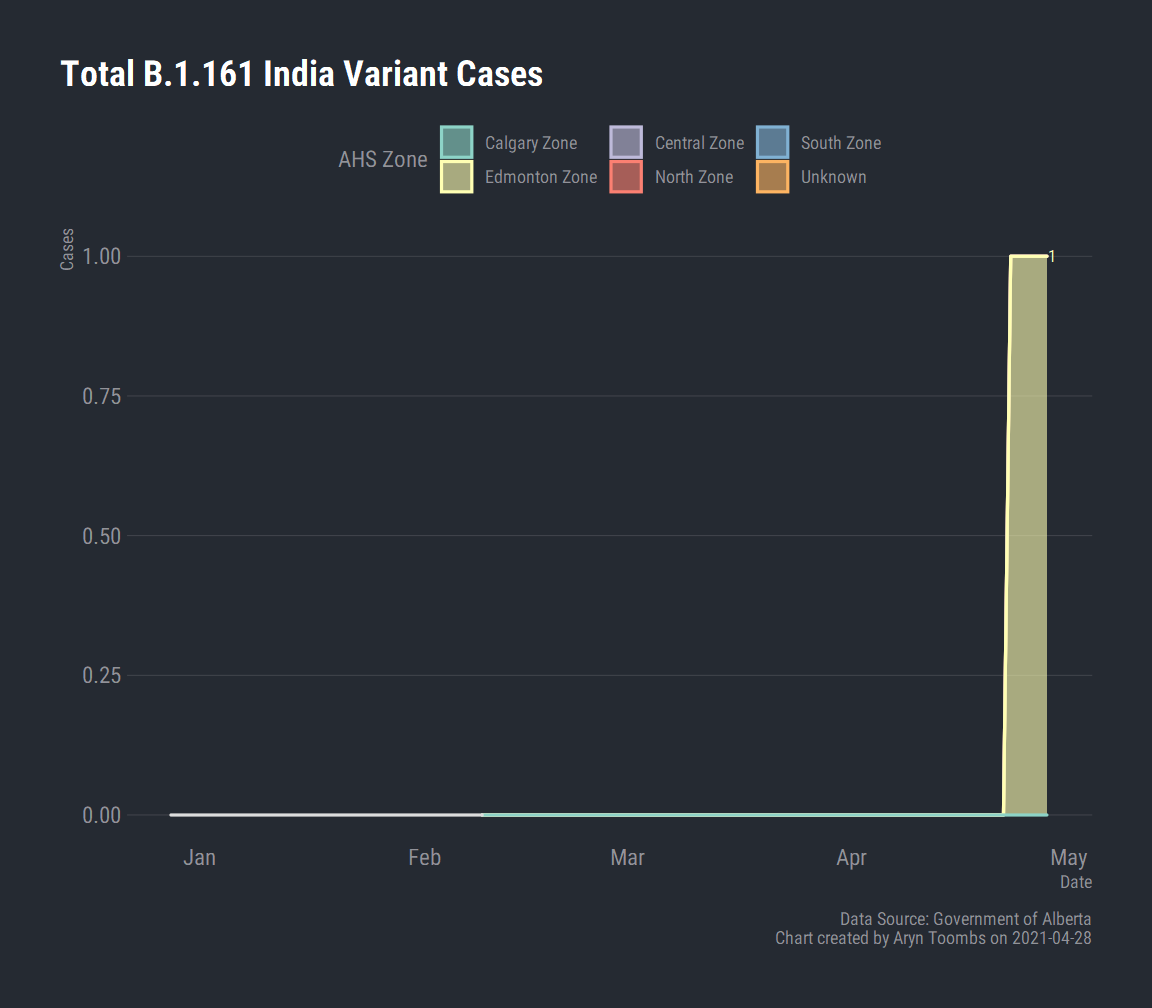 Total B.1.161 India Variant Cases
AHS Zone
Calgary Zone Central Zone South Zone
Edmonton Zone North Zone Unknown
Cases
1.00
1
0.75
0.50
0.25
0.00
Jan Feb Mar Apr May
Date
Data Source: Government of Alberta
Chart created by Aryn Toombs on 2021-04-28